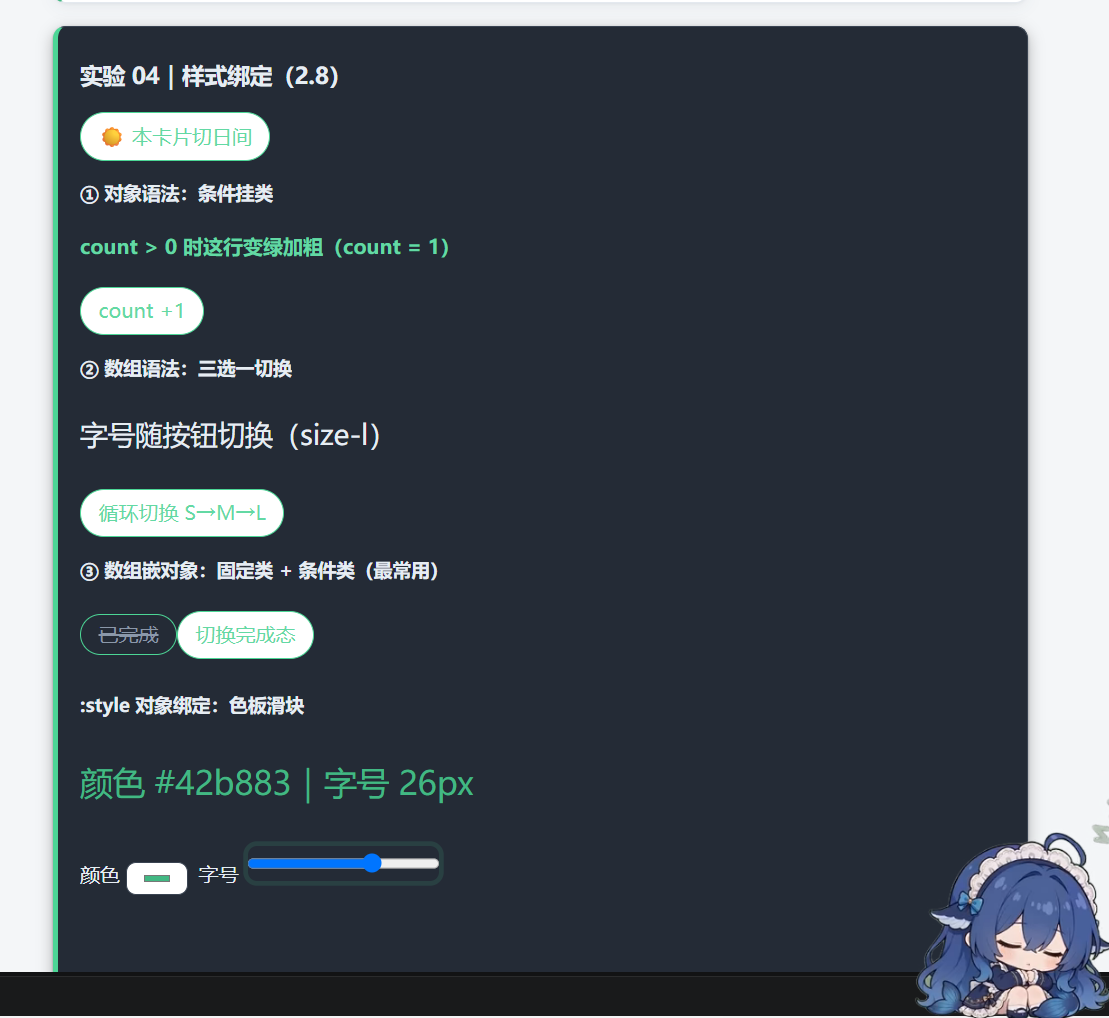 实验 04｜样式绑定（2.8）
🌞 本卡片切日间
① 对象语法：条件挂类
count > 0 时这行变绿加粗（count = 1）
count +1
② 数组语法：三选一切换
字号随按钮切换（size-l）
循环切换 S→M→L
③ 数组嵌对象：固定类 + 条件类（最常用）
已完成 切换完成态
:style 对象绑定：色板滑块
颜色 #42b883｜字号 26px
颜色 字号